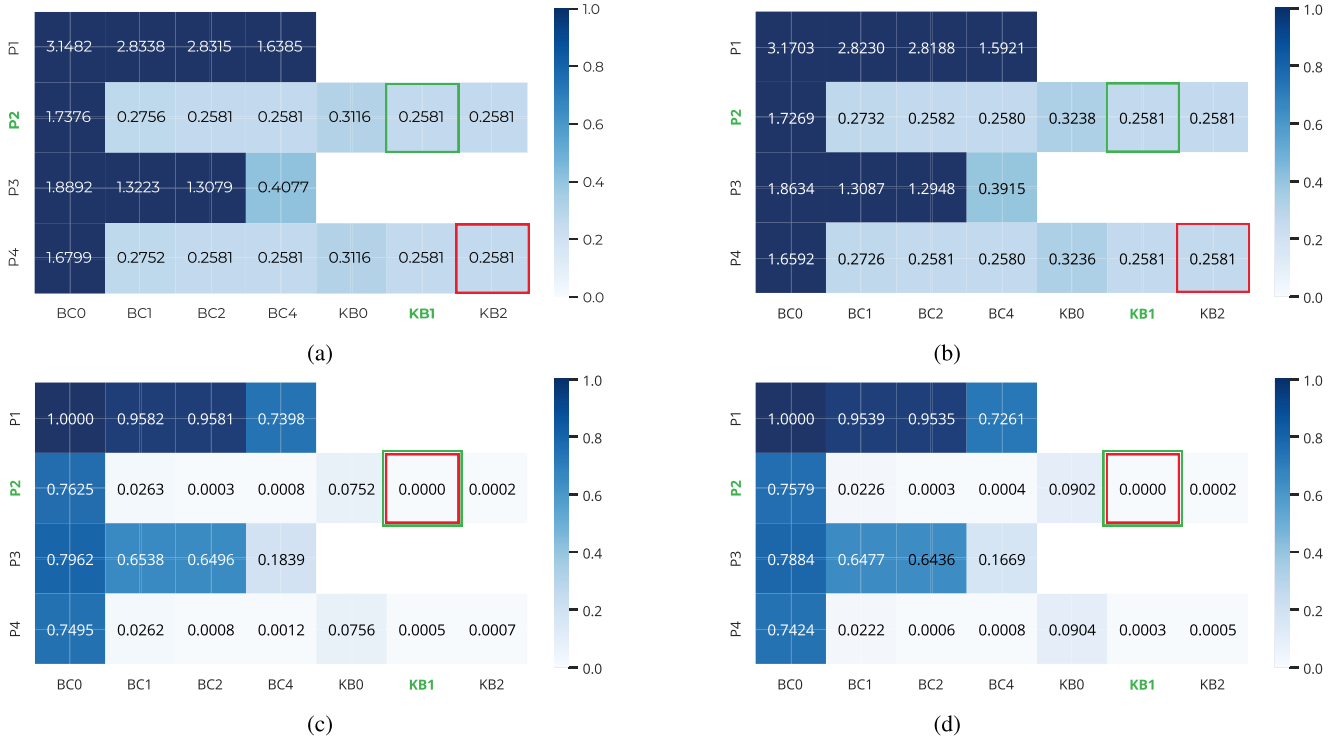 P1 3.1482 2.8338 2.8315 1.6385
P2 1.7376 0.2756 0.2581 0.2581 0.3116 0.2581 0.2581
P3 1.8892 1.3223 1.3079 0.4077
P4 1.6799 0.2752 0.2581 0.2581 0.3116 0.2581 0.2581
BC0 BC1 BC2 BC4 KB0 KB1 KB2
1.0
0.8
0.6
0.4
0.2
0.0
(a)
P1 3.1703 2.8230 2.8188 1.5921
P2 1.7269 0.2732 0.2582 0.2580 0.3238 0.2581 0.2581
P3 1.8634 1.3087 1.2948 0.3915
P4 1.6592 0.2726 0.2581 0.2580 0.3236 0.2581 0.2581
BC0 BC1 BC2 BC4 KB0 KB1 KB2
1.0
0.8
0.6
0.4
0.2
0.0
(b)
P1 1.0000 0.9582 0.9581 0.7398
P2 0.7625 0.0263 0.0003 0.0008 0.0752 0.0000 0.0002
P3 0.7962 0.6538 0.6496 0.1839
P4 0.7495 0.0262 0.0008 0.0012 0.0756 0.0005 0.0007
BC0 BC1 BC2 BC4 KB0 KB1 KB2
1.0
0.8
0.6
0.4
0.2
0.0
(c)
P1 1.0000 0.9539 0.9535 0.7261
P2 0.7579 0.0226 0.0003 0.0004 0.0902 0.0000 0.0002
P3 0.7884 0.6477 0.6436 0.1669
P4 0.7424 0.0222 0.0006 0.0008 0.0904 0.0003 0.0005
BC0 BC1 BC2 BC4 KB0 KB1 KB2
1.0
0.8
0.6
0.4
0.2
0.0
(d)